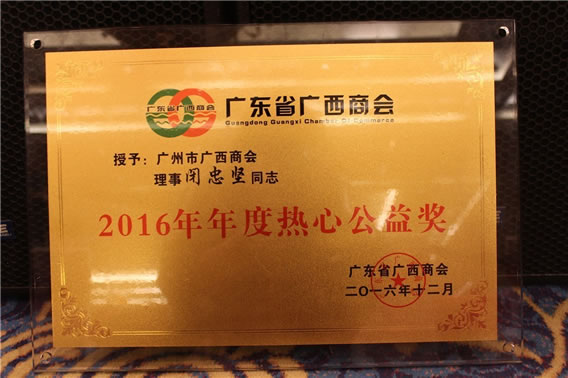 广东省广西商会
广东省广西商会
Guangdong Guangxi Chamber of Commerce
授予：广州市广西商会
理事闭忠坚同志
2016年年度热心公益奖
广东省广西商会
二〇一六年十二月